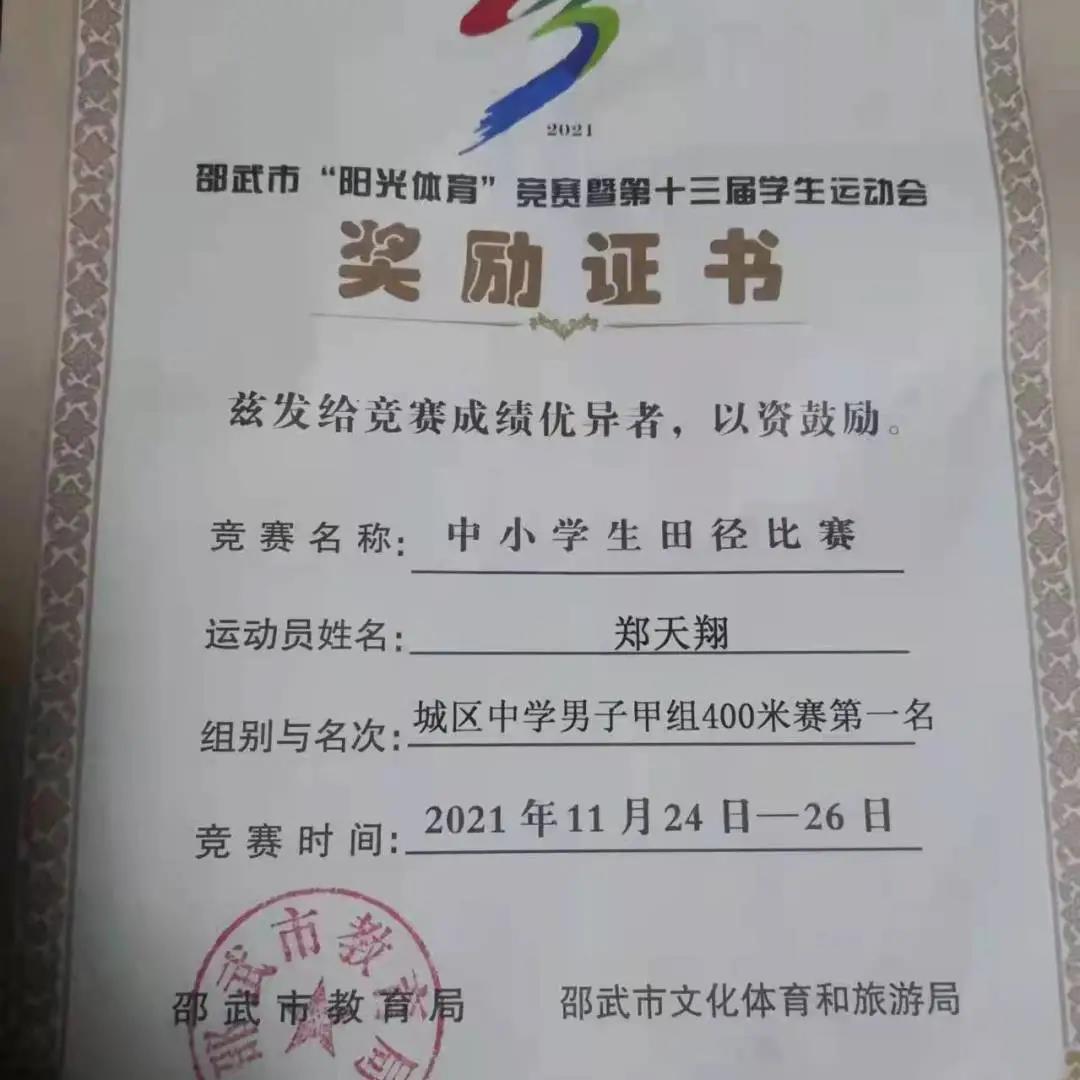 2021
邵武市“阳光体育”竞赛暨第十三届学生运动会
奖励证书
兹发给竞赛成绩优异者，以资鼓励。
竞赛名称：中小学生田径比赛
运动员姓名：郑天翔
组别与名次：城区中学男子甲组400米赛第一名
竞赛时间：2021年11月24日—26日
邵武市教育局
邵武市教育局 邵武市文化体育和旅游局